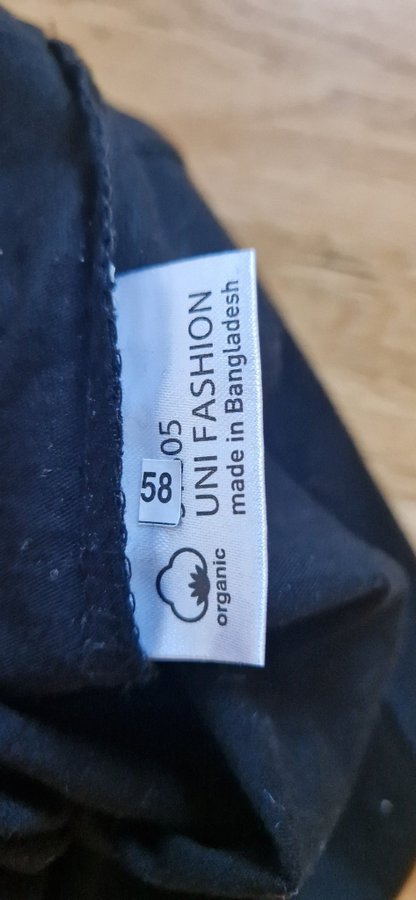 05
UNI FASHION
made in Bangladesh
58
organic